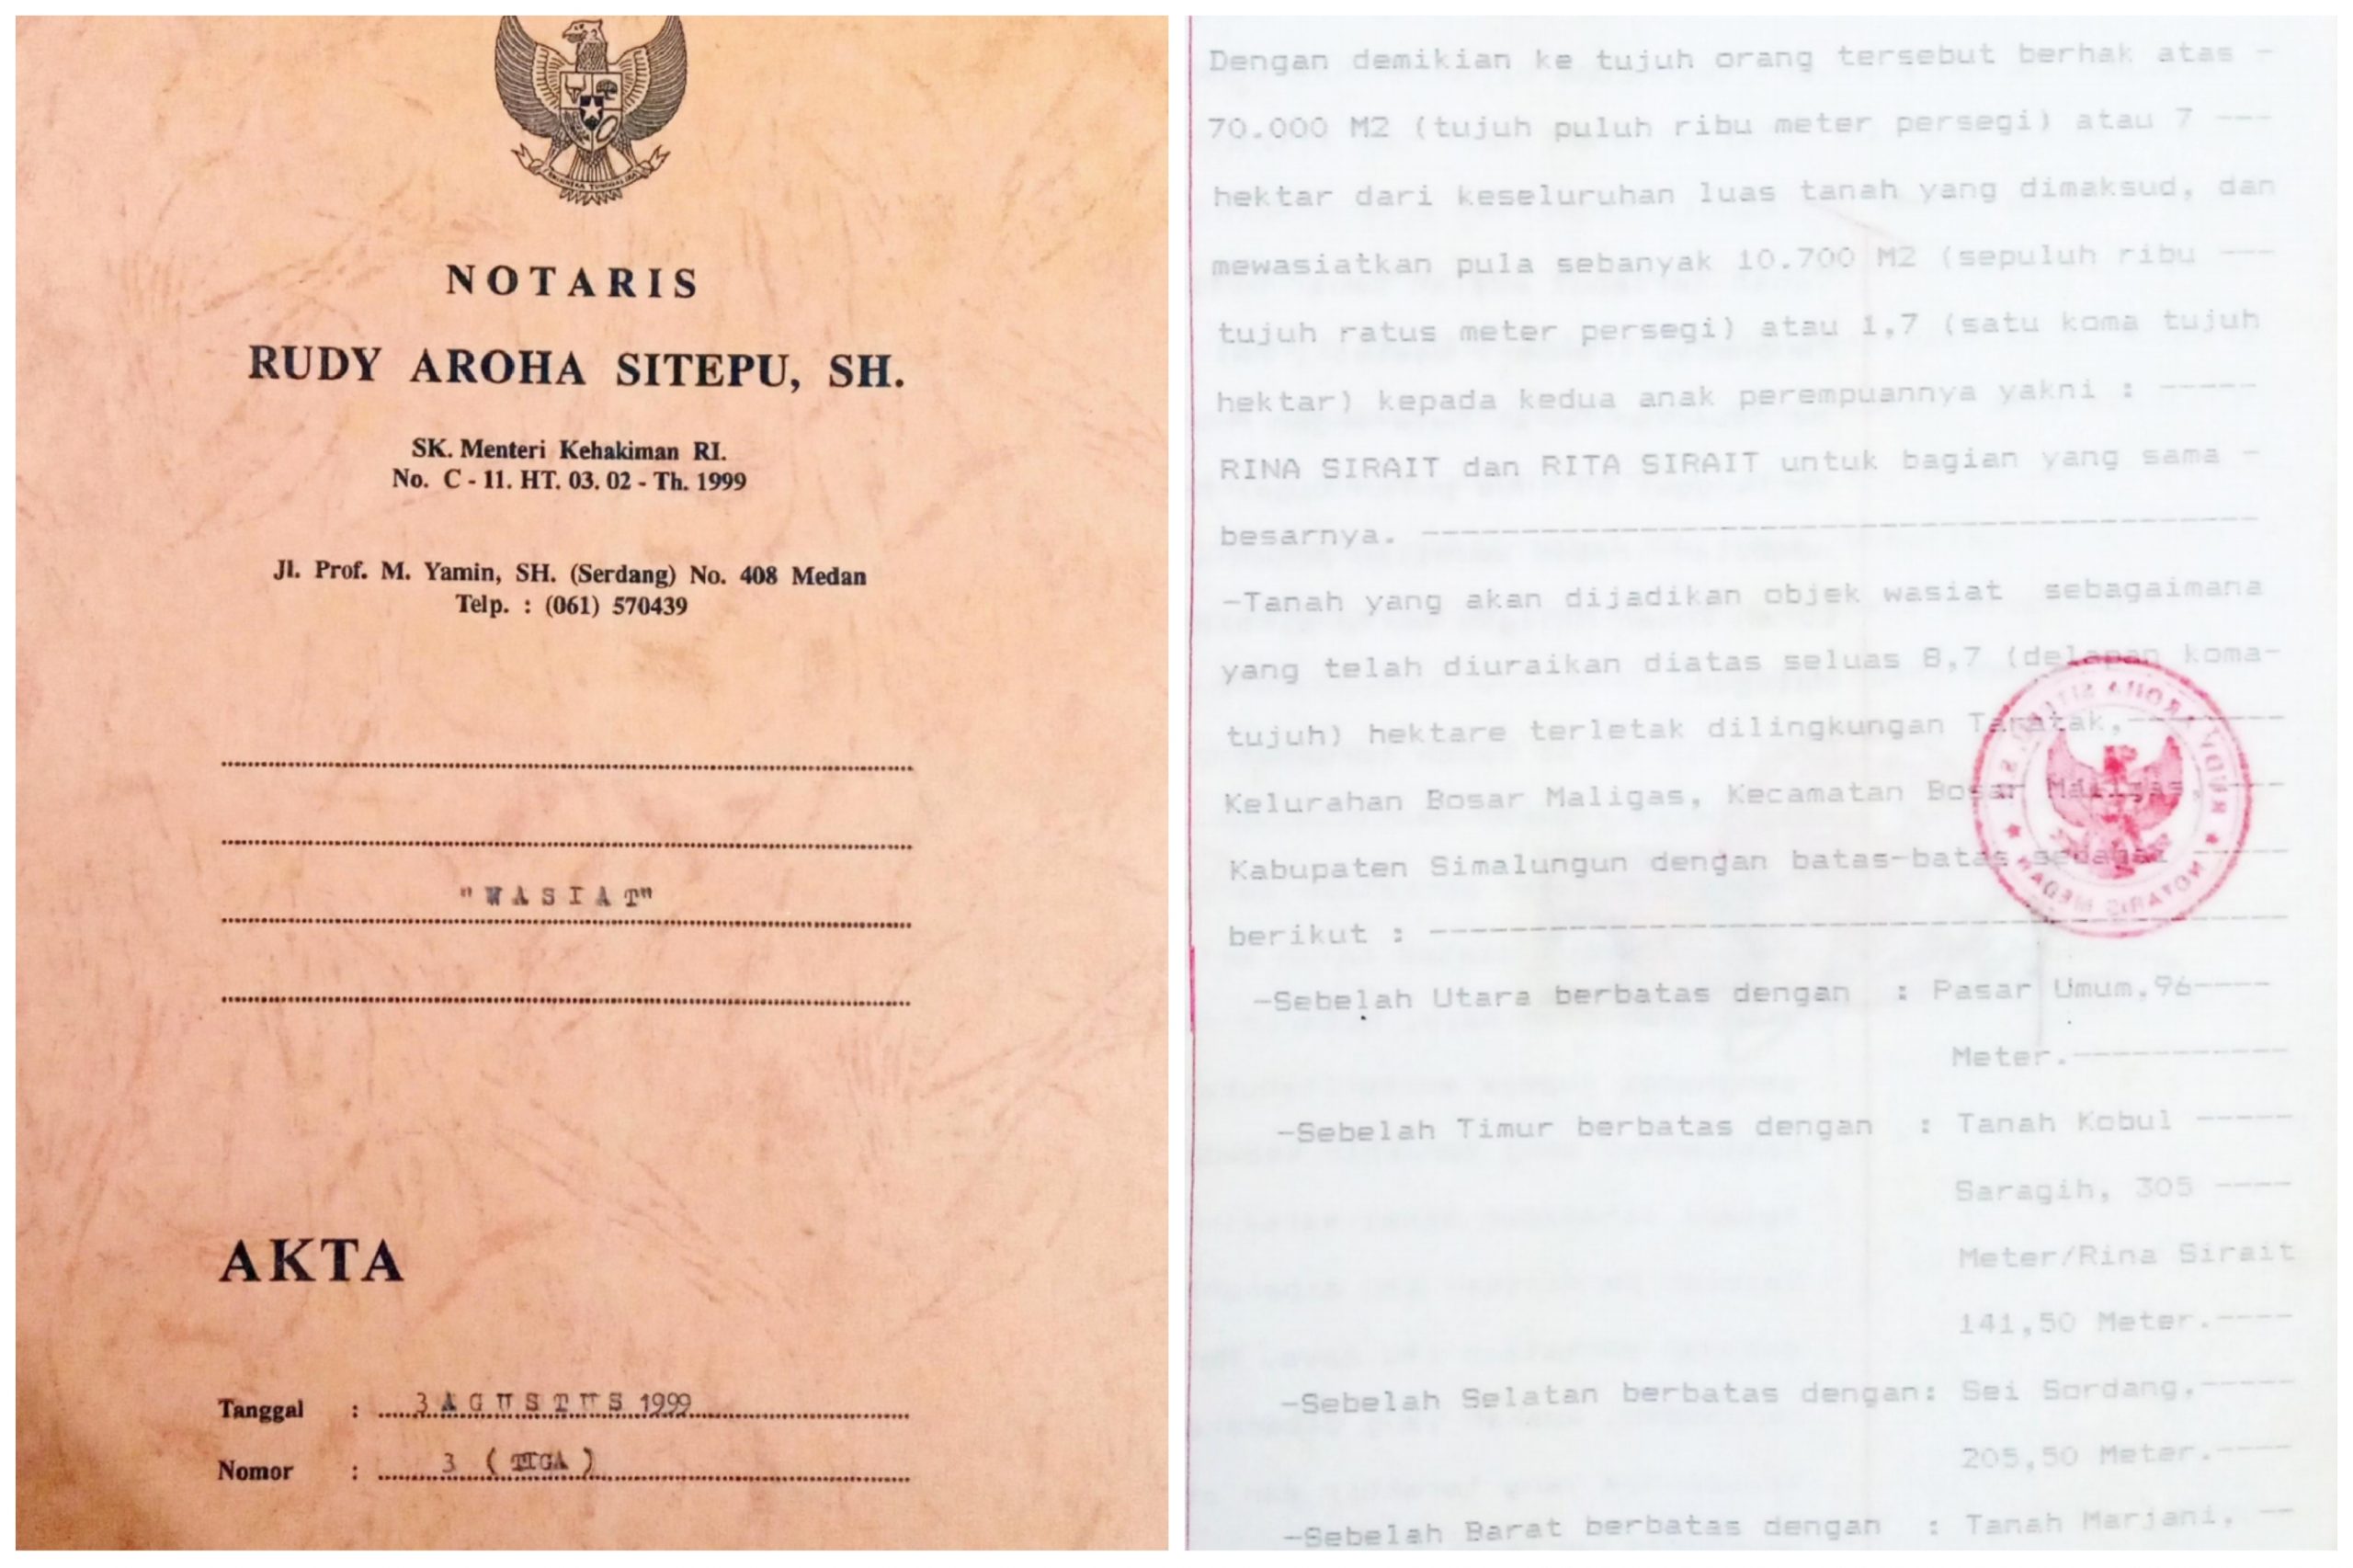 NOTARIS
RUDY AROHA SITEPU, SH.
SK. Menteri Kehakiman RI.
No. C - 11. HT. 03. 02 - Th. 1999
Jl. Prof. M. Yamin, SH. (Serdang) No. 408 Medan
Telp. : (061) 570439
"WASIAT"
AKTA
Tanggal : 3 AGUSTUS 1999
Nomor : 3 ( TIGA )
Dengan demikian ke tujuh orang tersebut berhak atas -
70.000 M2 (tujuh puluh ribu meter persegi) atau 7 ---
hektar dari keseluruhan luas tanah yang dimaksud, dan
mewasiatkan pula sebanyak 10.700 M2 (sepuluh ribu ---
tujuh ratus meter persegi) atau 1,7 (satu koma tujuh
hektar) kepada kedua anak perempuannya yakni : -----
RINA SIRAIT dan RITA SIRAIT untuk bagian yang sama -
besarnya. -----------------------------------
-Tanah yang akan dijadikan objek wasiat sebagaimana
yang telah diuraikan diatas seluas 8,7 (delapan koma-
tujuh) hektare terletak dilingkungan Taratak,-------
Kelurahan Bosar Maligas, Kecamatan Bosar Maligas,---
Kabupaten Simalungun dengan batas-batas sebagai -----
berikut : ------------------------------------
-Sebelah Utara berbatas dengan : Pasar Umum,96----
Meter.---------
-Sebelah Timur berbatas dengan : Tanah Kobul -----
Saragih, 305 ----
Meter/Rina Sirait
141,50 Meter.----
-Sebelah Selatan berbatas dengan: Sei Sordang,-----
205,50 Meter.----
-Sebelah Barat berbatas dengan : Tanah Marjani, --